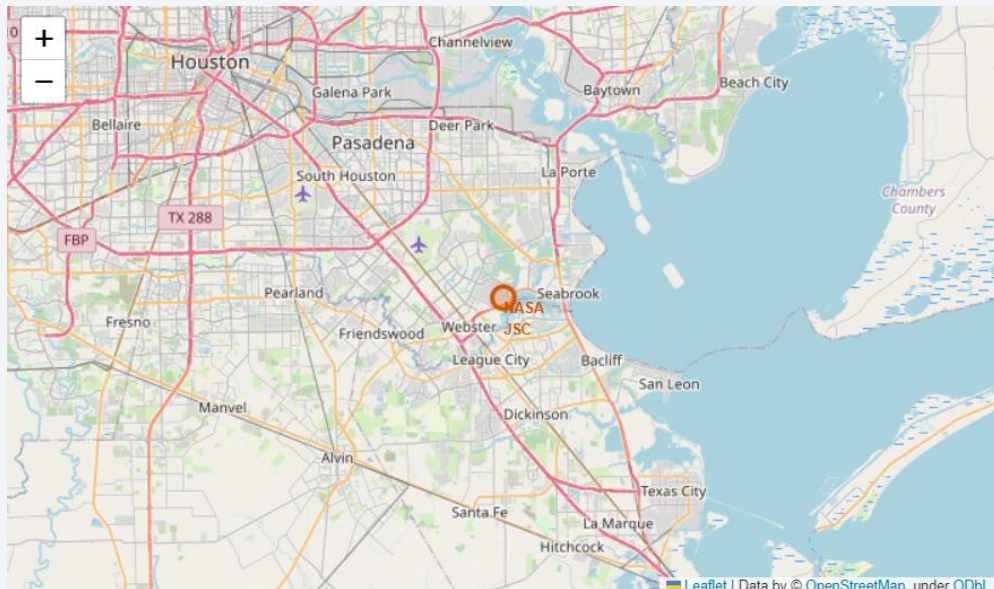 +
−
0
Houston
Channelview
Galena Park
Baytown
Beach City
Bellaire
Deer Park
Pasadena
South Houston
La Porte
Chambers
County
TX 288
FBP
Pearland
Seabrook
NASA
JSC
Fresno
Friendswood
Webster
League City
Bacliff
San Leon
Manvel
Dickinson
Alvin
Texas City
Santa Fe
La Marque
Hitchcock
Leaflet | Data by © OpenStreetMap, under ODbL